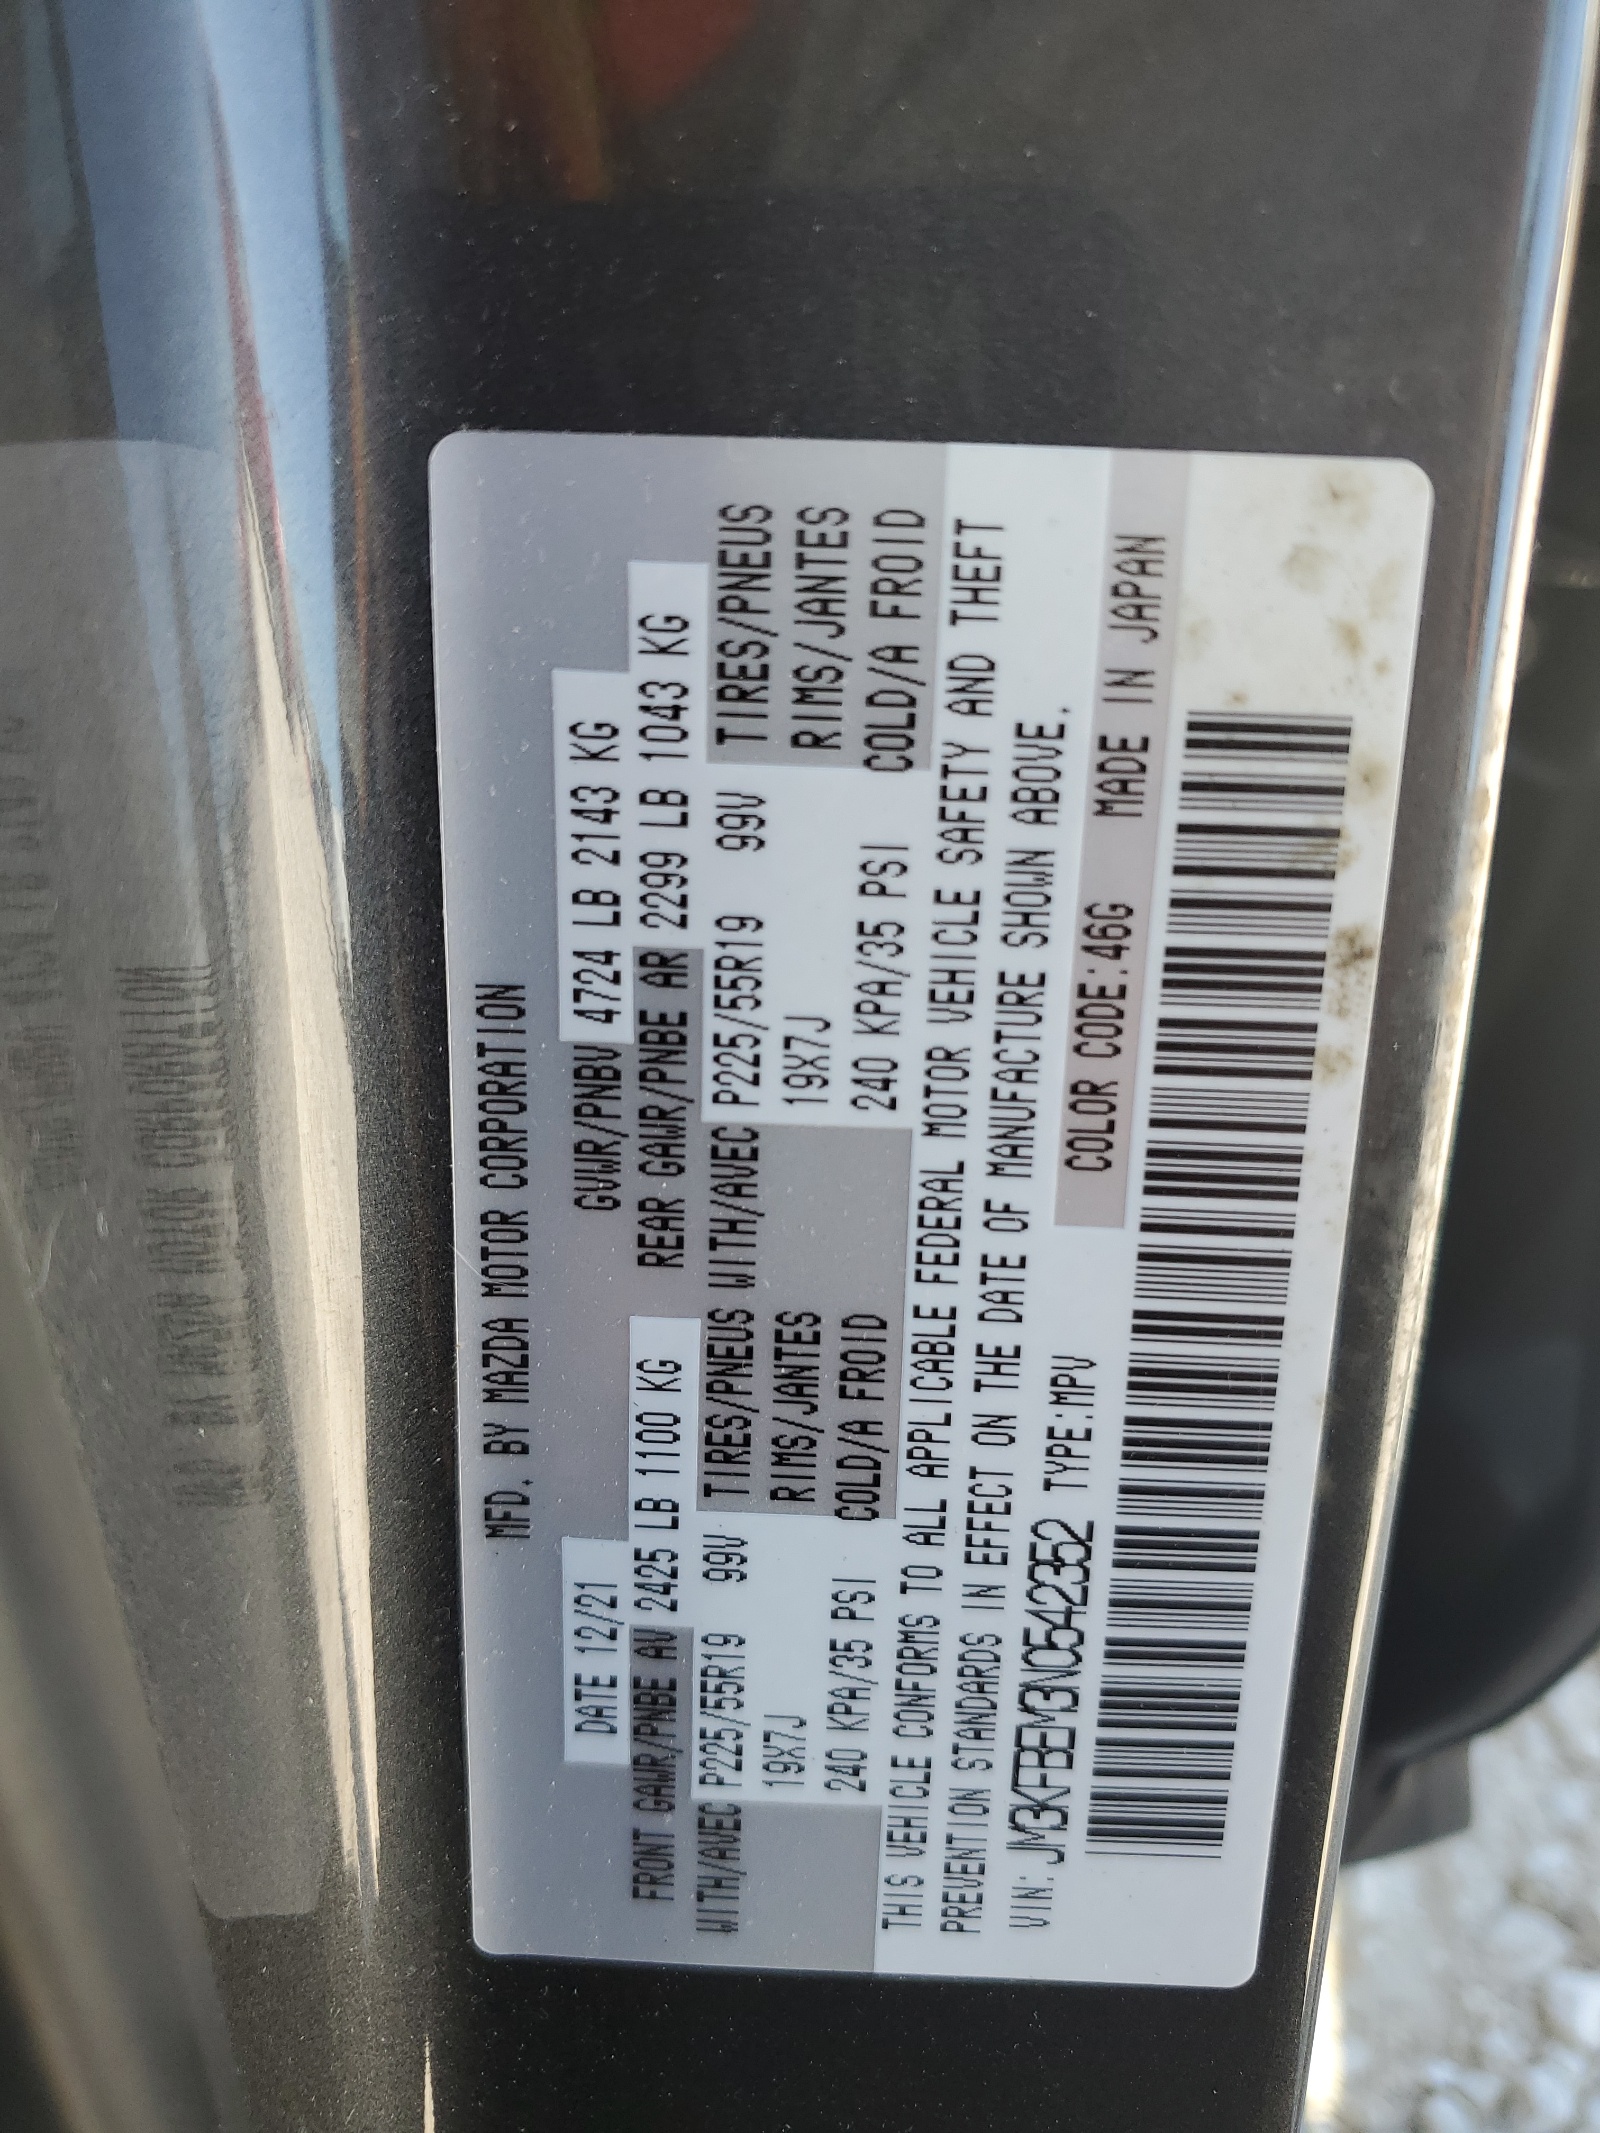 MFD. BY MAZDA MOTOR CORPORATION
DATE 12/21 GVWR/PNBV 4724 LB 2143 KG
FRONT GAWR/PNBE AV 2425 LB 1100 KG REAR GAWR/PNBE AR 2299 LB 1043 KG
WITH/AVEC P225/55R19 99V TIRES/PNEUS WITH/AVEC P225/55R19 99V TIRES/PNEUS
19X7J RIMS/JANTES 19X7J RIMS/JANTES
240 KPA/35 PSI COLD/A FROID 240 KPA/35 PSI COLD/A FROID
THIS VEHICLE CONFORMS TO ALL APPLICABLE FEDERAL MOTOR VEHICLE SAFETY AND THEFT
PREVENTION STANDARDS IN EFFECT ON THE DATE OF MANUFACTURE SHOWN ABOVE.
VIN: JM3KFBEM3N0542352 TYPE:MPV COLOR CODE:46G MADE IN JAPAN